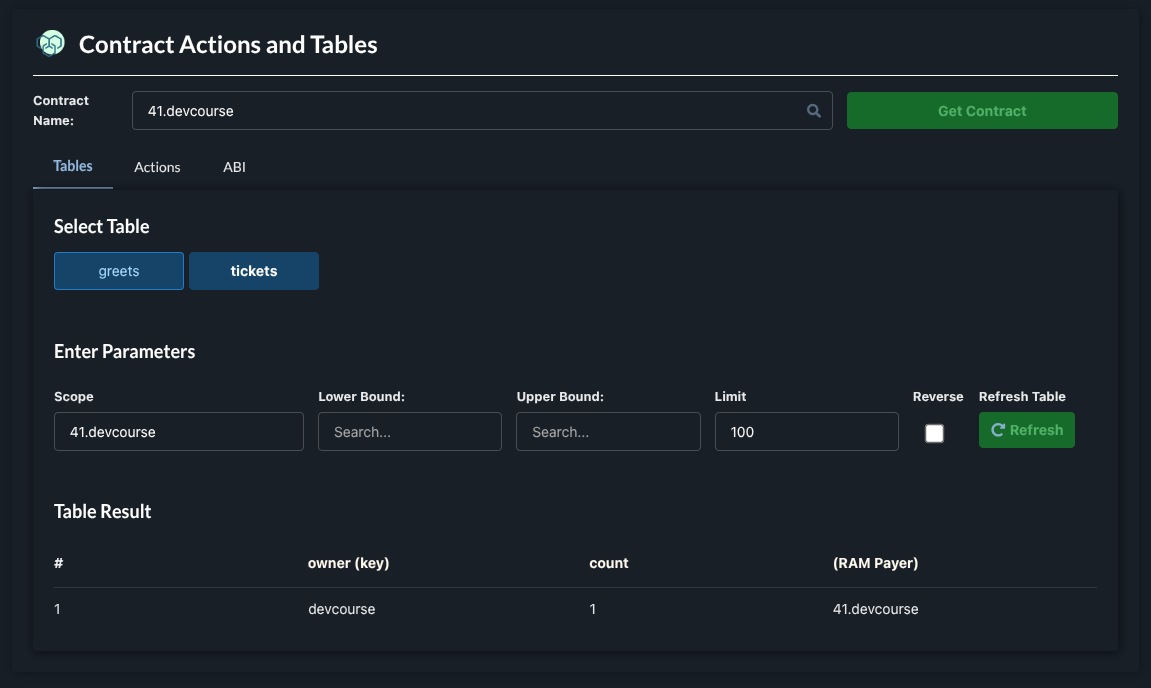 Contract Actions and Tables
Contract
Name:
41.devcourse
Get Contract
Tables Actions ABI
Select Table
greets tickets
Enter Parameters
Scope Lower Bound: Upper Bound: Limit Reverse Refresh Table
41.devcourse Search... Search... 100 Refresh
Table Result
# owner (key) count (RAM Payer)
1 devcourse 1 41.devcourse